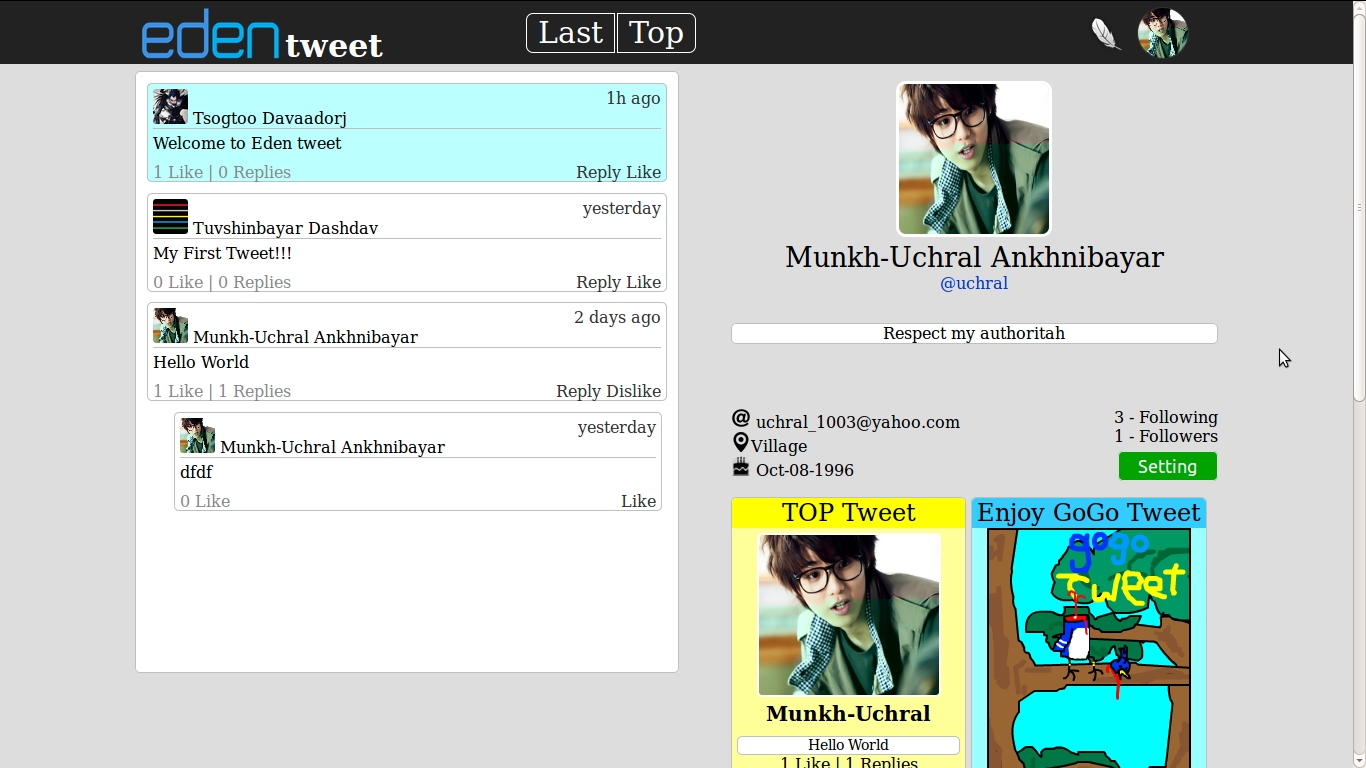 eden tweet
Last Top
Tsogtoo Davaadorj 1h ago
Welcome to Eden tweet
1 Like | 0 Replies Reply Like
Tuvshinbayar Dashdav yesterday
My First Tweet!!!
0 Like | 0 Replies Reply Like
Munkh-Uchral Ankhnibayar 2 days ago
Hello World
1 Like | 1 Replies Reply Dislike
Munkh-Uchral Ankhnibayar yesterday
dfdf
0 Like Like
Munkh-Uchral Ankhnibayar
@uchral
Respect my authoritah
@ uchral_1003@yahoo.com
Village
Oct-08-1996
3 - Following
1 - Followers
Setting
TOP Tweet
Munkh-Uchral
Hello World
1 Like | 1 Replies
Enjoy GoGo Tweet
gogo
Tweet